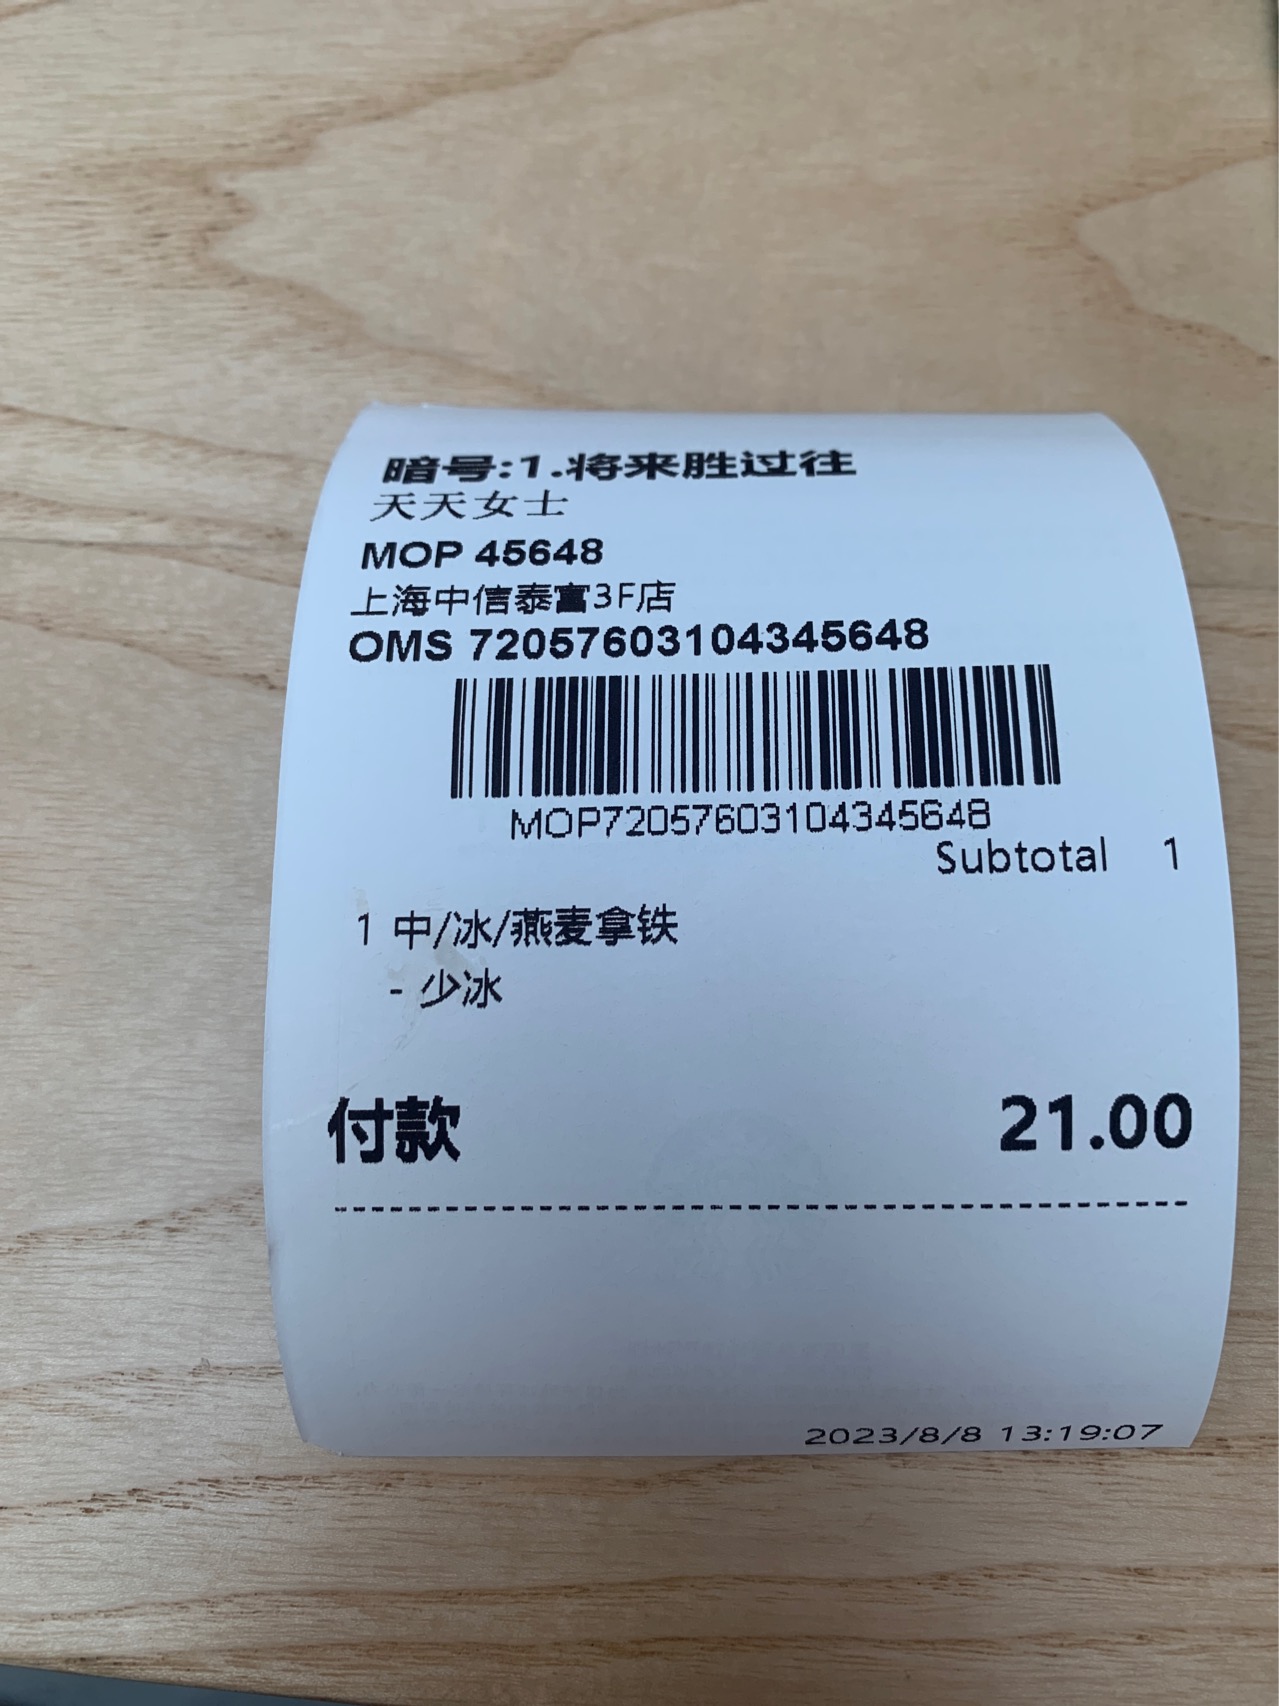 暗号:1.将来胜过往
天天女士
MOP 45648
上海中信泰富3F店
OMS 72057603104345648
MOP72057603104345648
Subtotal 1
1 中/冰/燕麦拿铁
- 少冰
付款 21.00
2023/8/8 13:19:07